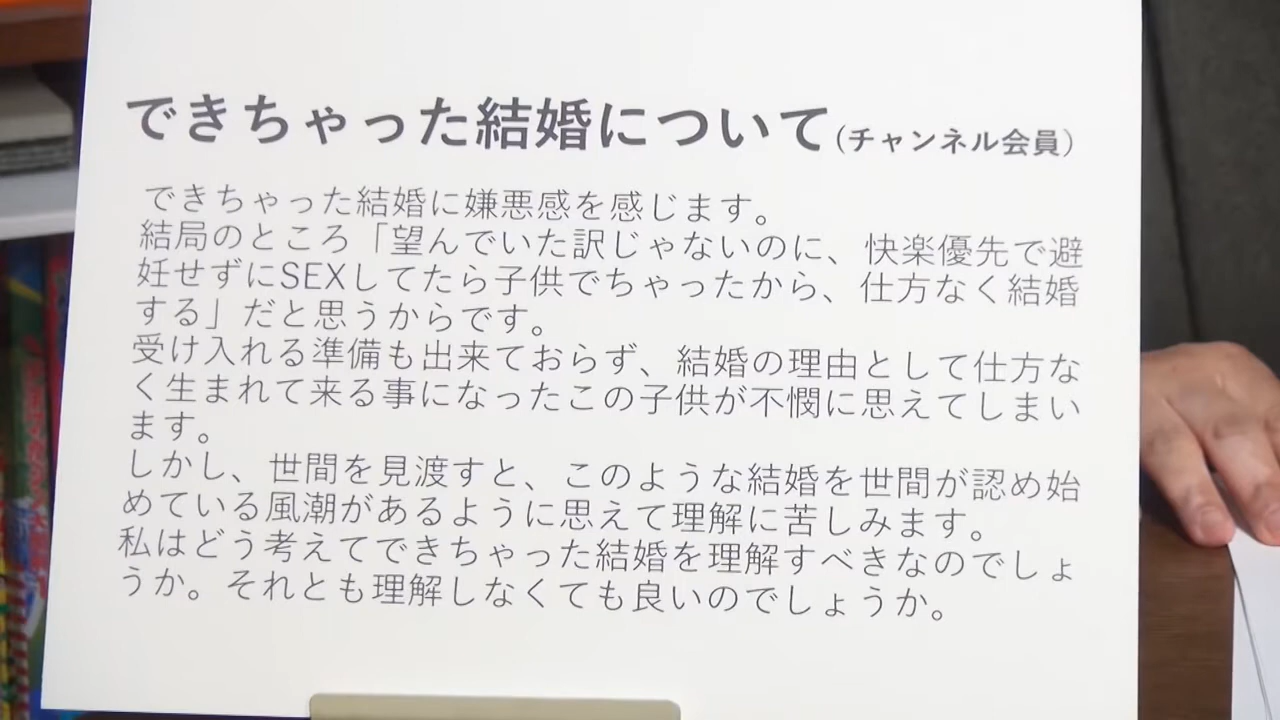 できちゃった結婚について(チャンネル会員)
できちゃった結婚に嫌悪感を感じます。
結局のところ「望んでいた訳じゃないのに、快楽優先で避
妊せずにSEXしてたら子供でちゃったから、仕方なく結婚
する」だと思うからです。
受け入れる準備も出来ておらず、結婚の理由として仕方な
く生まれて来る事になったこの子供が不憫に思えてしまい
ます。
しかし、世間を見渡すと、このような結婚を世間が認め始
めている風潮があるように思えて理解に苦しみます。
私はどう考えてできちゃった結婚を理解すべきなのでしょ
うか。それとも理解しなくても良いのでしょうか。